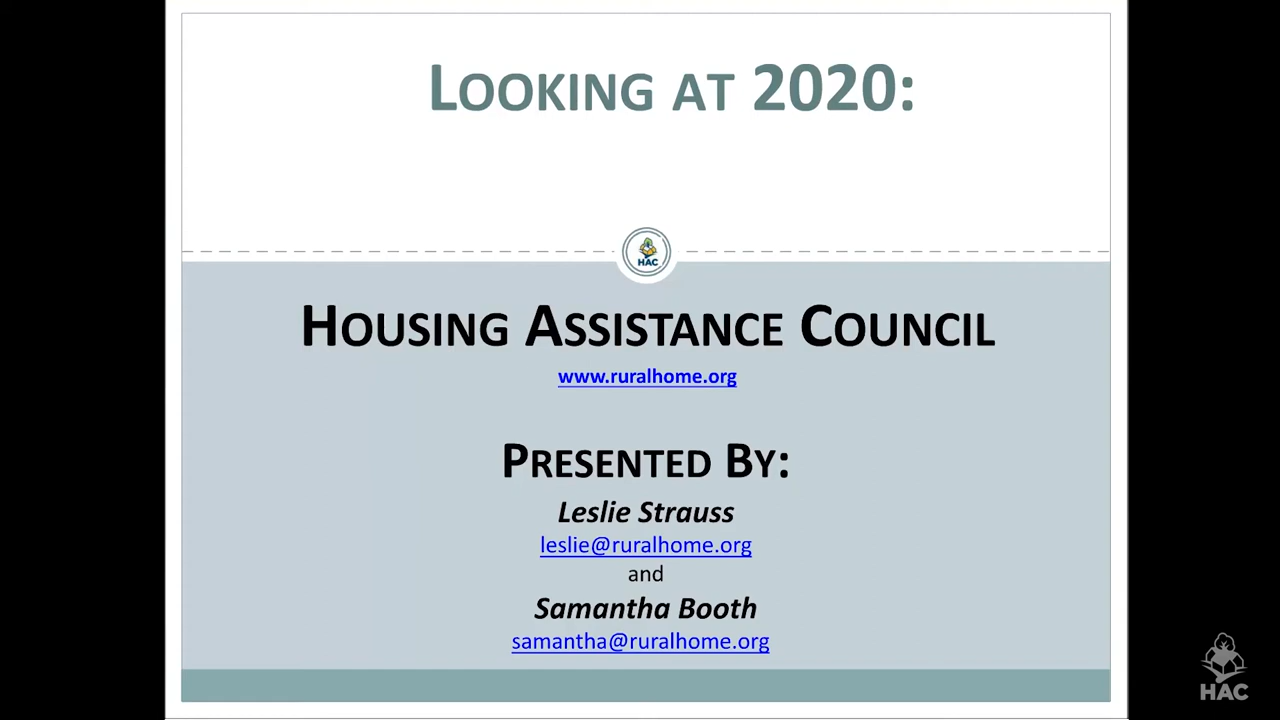 LOOKING AT 2020:
HAC
HOUSING ASSISTANCE COUNCIL
www.ruralhome.org
PRESENTED BY:
Leslie Strauss
leslie@ruralhome.org
and
Samantha Booth
samantha@ruralhome.org
HAC